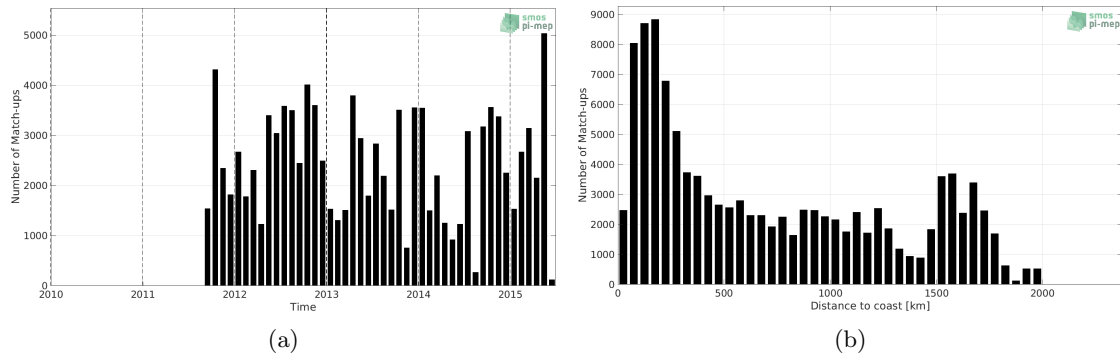 smos
pi-mep
Number of Match-ups
5000
4000
3000
2000
1000
0
2010
2011
2012
2013
2014
2015
Time
(a)
smos
pi-mep
Number of Match-ups
9000
8000
7000
6000
5000
4000
3000
2000
1000
0
0
500
1000
1500
2000
Distance to coast [km]
(b)